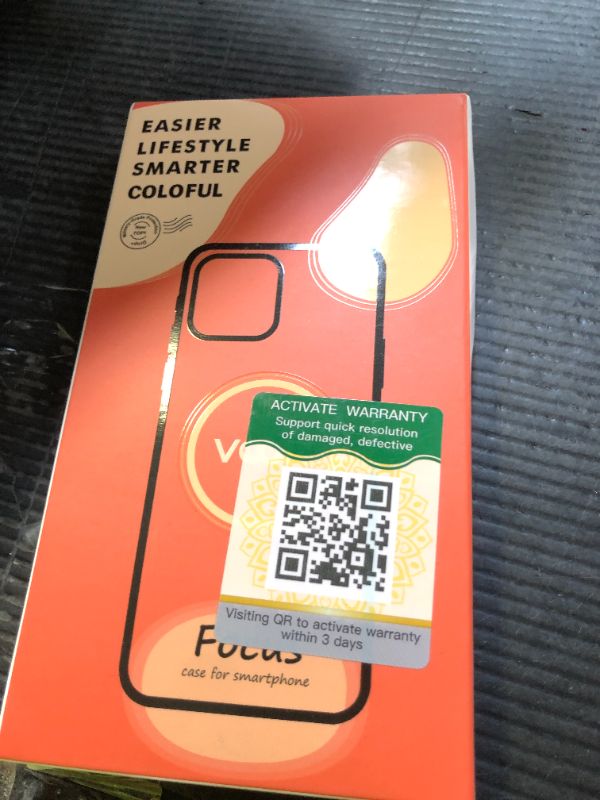 EASIER
LIFESTYLE
SMARTER
COLOFUL
ACTIVATE WARRANTY
Support quick resolution
of damaged, defective
Visiting QR to activate warranty
within 3 days
Focus
case for smartphone